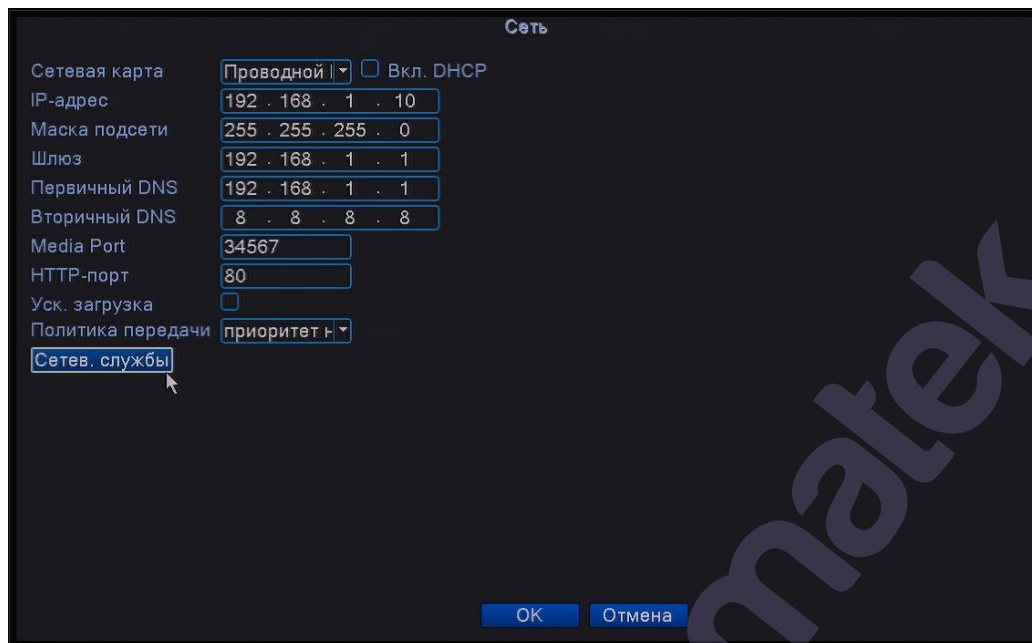 Сеть
Сетевая карта Проводной Вкл. DHCP
IP-адрес 192 . 168 . 1 . 10
Маска подсети 255 . 255 . 255 . 0
Шлюз 192 . 168 . 1 . 1
Первичный DNS 192 . 168 . 1 . 1
Вторичный DNS 8 . 8 . 8 . 8
Media Port 34567
HTTP-порт 80
Уск. загрузка
Политика передачи приоритет н
Сетев. службы
OK Отмена
matek